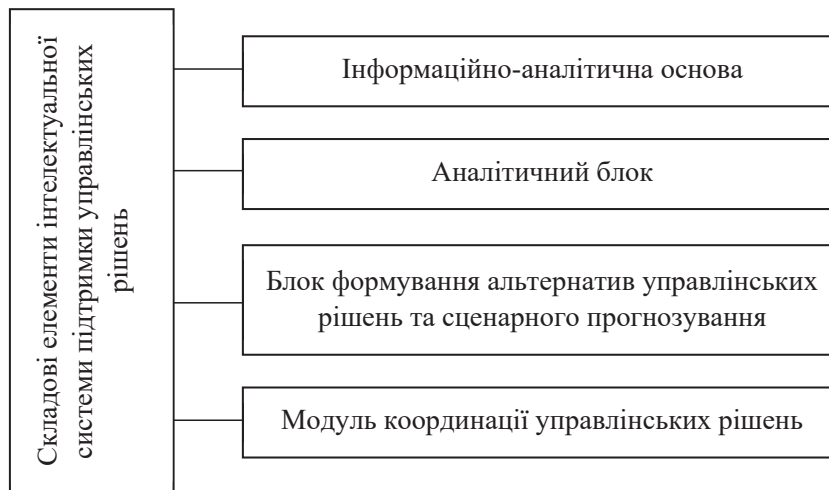 Складові елементи інтелектуальної
системи підтримки управлінських
рішень
Інформаційно-аналітична основа
Аналітичний блок
Блок формування альтернатив управлінських
рішень та сценарного прогнозування
Модуль координації управлінських рішень